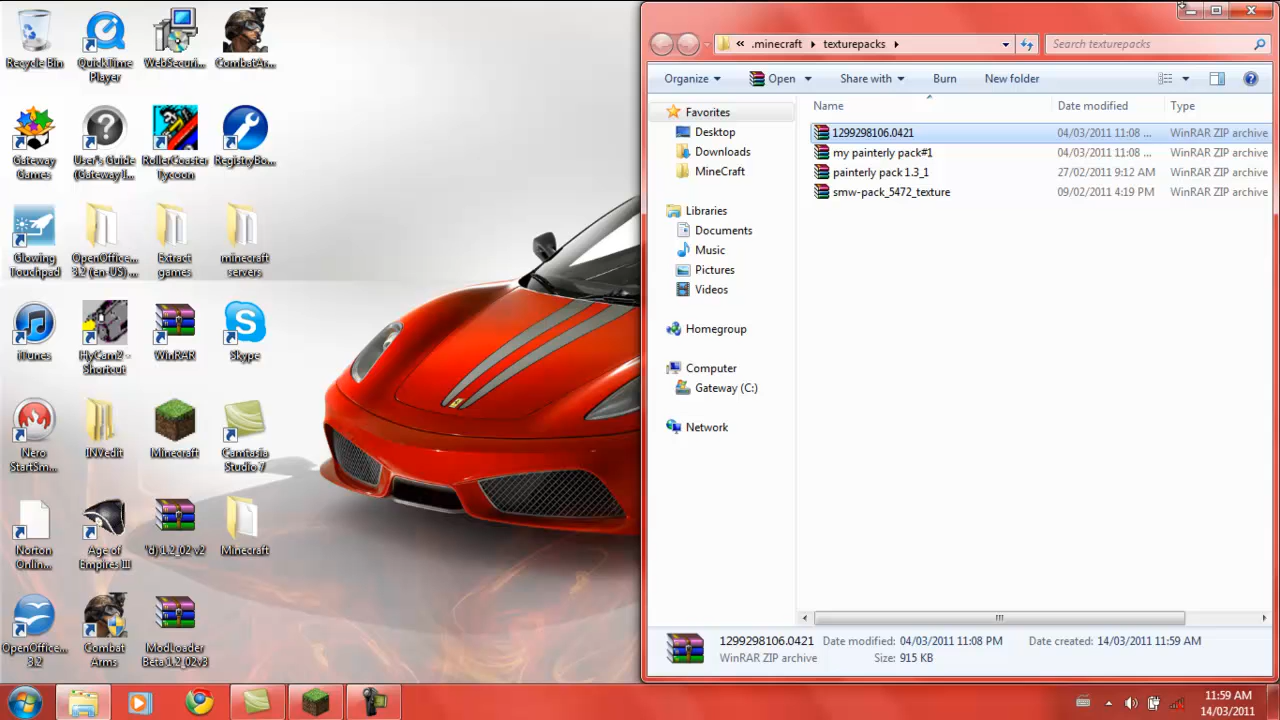 Recycle Bin
QuickTime Player
WebSecuri...
CombatAr...
Gateway Games
User's Guide (Gateway I...
RollerCoaster Tycoon
RegistryBo...
Glowing Touchpad
OpenOffice... 3.2 (en-US) ...
Extract games
minecraft servers
iTunes
HyCam2 - Shortcut
WinRAR
Skype
Nero StartSm...
INVedit
Minecraft
Camtasia Studio 7
Norton Onlin...
Age of Empires III
'd) 1.2_02 v2
Minecraft
OpenOffice... 3.2
Combat Arms
ModLoader Beta 1.2_02v3
« .minecraft texturepacks
Search texturepacks
Organize Open Share with Burn New folder
Favorites
Desktop
Downloads
MineCraft
Libraries
Documents
Music
Pictures
Videos
Homegroup
Computer
Gateway (C:)
Network
Name Date modified Type
1299298106.0421 04/03/2011 11:08 ... WinRAR ZIP archive
my painterly pack#1 04/03/2011 11:08 ... WinRAR ZIP archive
painterly pack 1.3_1 27/02/2011 9:12 AM WinRAR ZIP archive
smw-pack_5472_texture 09/02/2011 4:19 PM WinRAR ZIP archive
1299298106.0421 Date modified: 04/03/2011 11:08 PM Date created: 14/03/2011 11:59 AM
WinRAR ZIP archive Size: 915 KB
11:59 AM
14/03/2011